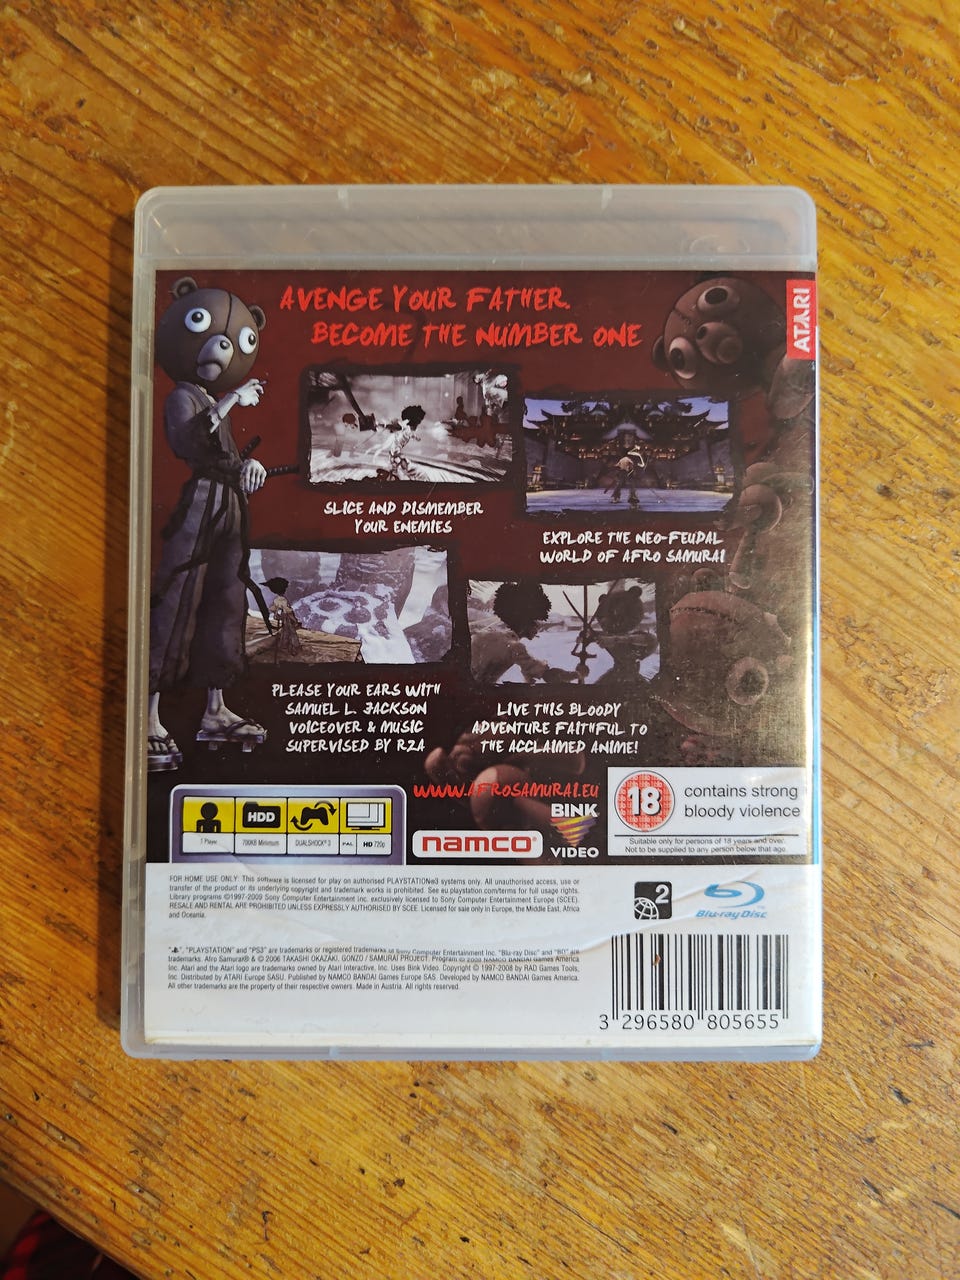 AVENGE YOUR FATHER.
BECOME THE NUMBER ONE
ATARI
SLICE AND DISMEMBER
YOUR ENEMIES
EXPLORE THE NEO-FEUDAL
WORLD OF AFRO SAMURAI
PLEASE YOUR EARS WITH
SAMUEL L. JACKSON
VOICEOVER & MUSIC
SUPERVISED BY RZA
LIVE THIS BLOODY
ADVENTURE FAITHFUL TO
THE ACCLAIMED ANIME!
WWW.AFROSAMURAI.EU
HDD
1 Player
700KB Minimum
DUALSHOCK®3
PAL
HD 720p
namco®
BINK
VIDEO
18
contains strong
bloody violence
Suitable only for persons of 18 years and over.
Not to be supplied to any person below that age.
FOR HOME USE ONLY: This software is licensed for play on authorised PLAYSTATION®3 systems only. All unauthorised access, use or
transfer of the product or its underlying copyright and trademark works is prohibited. See eu.playstation.com/terms for full usage rights.
Library programs ©1997-2009 Sony Computer Entertainment Inc. exclusively licensed to Sony Computer Entertainment Europe (SCEE).
RESALE AND RENTAL ARE PROHIBITED UNLESS EXPRESSLY AUTHORISED BY SCEE. Licensed for sale only in Europe, the Middle East, Africa
and Oceania.
2
Blu-ray Disc
TM
"", "PLAYSTATION" and "PS3" are trademarks or registered trademarks of Sony Computer Entertainment Inc. "Blu-ray Disc" and "BD" are
trademarks. Afro Samurai® & © 2006 TAKASHI OKAZAKI, GONZO / SAMURAI PROJECT. Program © 2008 NAMCO BANDAI Games America
Inc. Atari and the Atari logo are trademarks owned by Atari Interactive, Inc. Uses Bink Video. Copyright © 1997-2008 by RAD Games Tools,
Inc. Distributed by ATARI Europe SASU. Published by NAMCO BANDAI Games Europe SAS. Developed by NAMCO BANDAI Games America.
All other trademarks are the property of their respective owners. Made in Austria. All rights reserved.
3 296580 805655